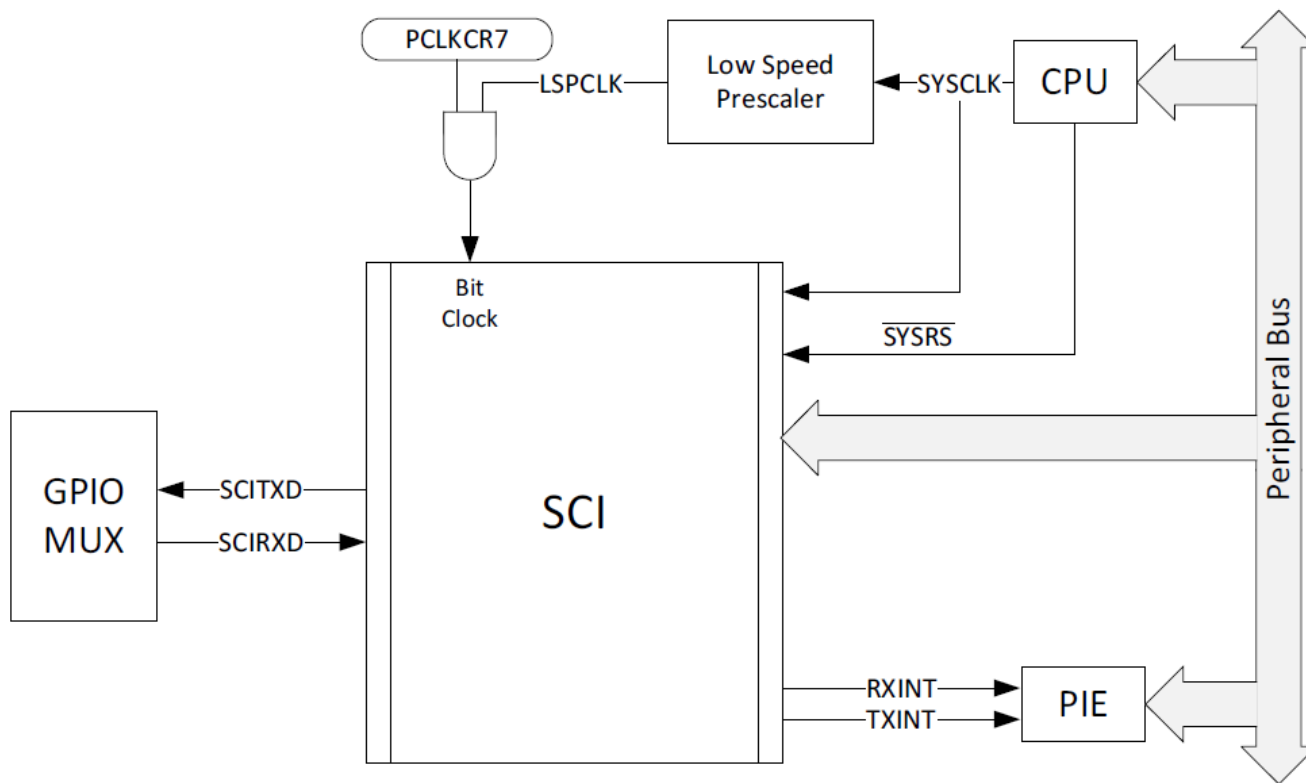 PCLKCR7
LSPCLK
Low Speed
Prescaler
SYSCLK
CPU
Bit
Clock
SYSRS
Peripheral Bus
GPIO
MUX
SCITXD
SCIRXD
SCI
RXINT
TXINT
PIE